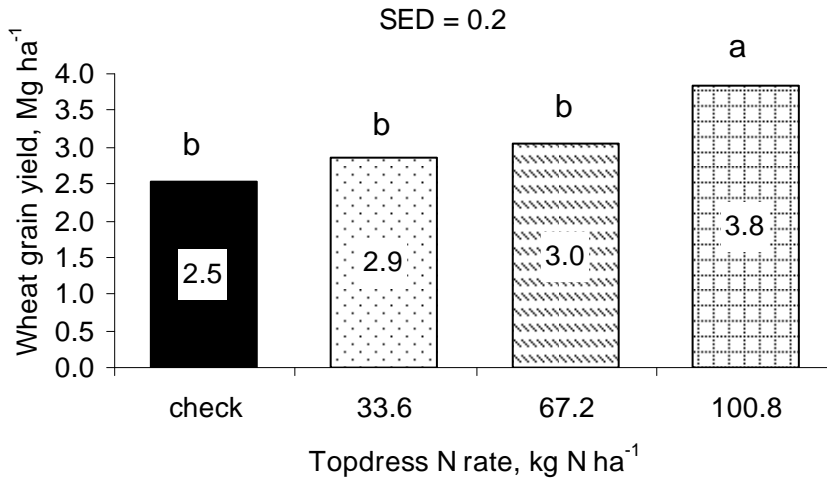 SED = 0.2
Wheat grain yield, Mg ha⁻¹
4.0
3.5
3.0
2.5
2.0
1.5
1.0
0.5
0.0
b
b
b
a
2.5
2.9
3.0
3.8
check 33.6 67.2 100.8
Topdress N rate, kg N ha⁻¹